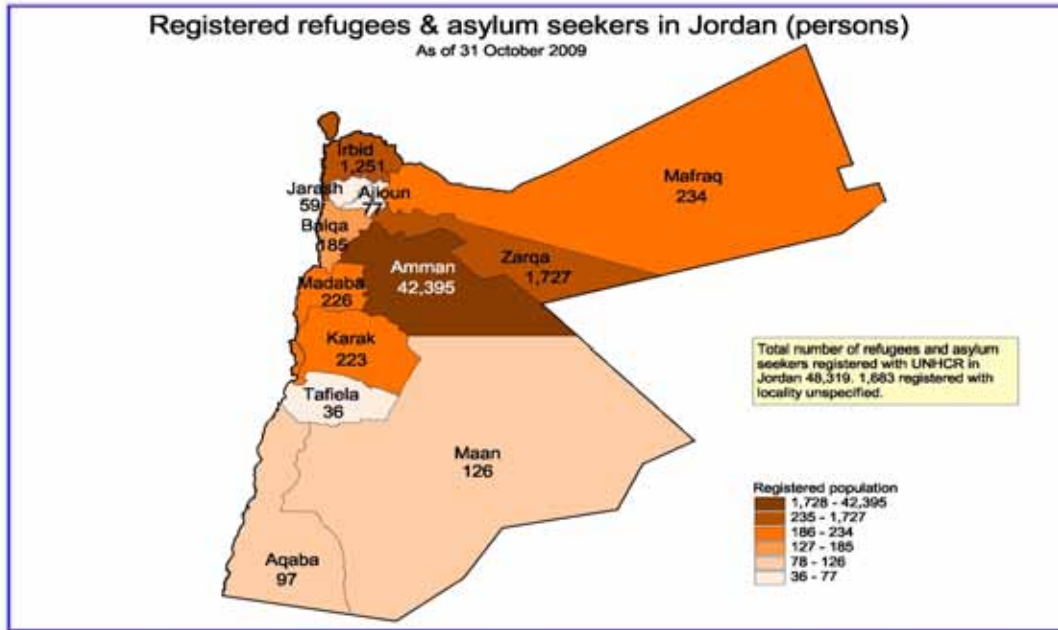 Registered refugees & asylum seekers in Jordan (persons)
As of 31 October 2009
Irbid
1,251
Mafraq
234
Jarash
59
Ajloun
77
Balqa
185
Zarqa
1,727
Amman
42,395
Madaba
226
Karak
223
Tafiela
36
Maan
126
Aqaba
97
Total number of refugees and asylum
seekers registered with UNHCR in
Jordan 48,319. 1,683 registered with
locality unspecified.
Registered population
1,728 - 42,395
235 - 1,727
186 - 234
127 - 185
78 - 126
36 - 77